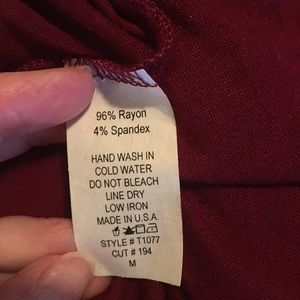 96% Rayon
4% Spandex
HAND WASH IN
COLD WATER
DO NOT BLEACH
LINE DRY
LOW IRON
MADE IN U.S.A.
STYLE # T1077
CUT # 194
M